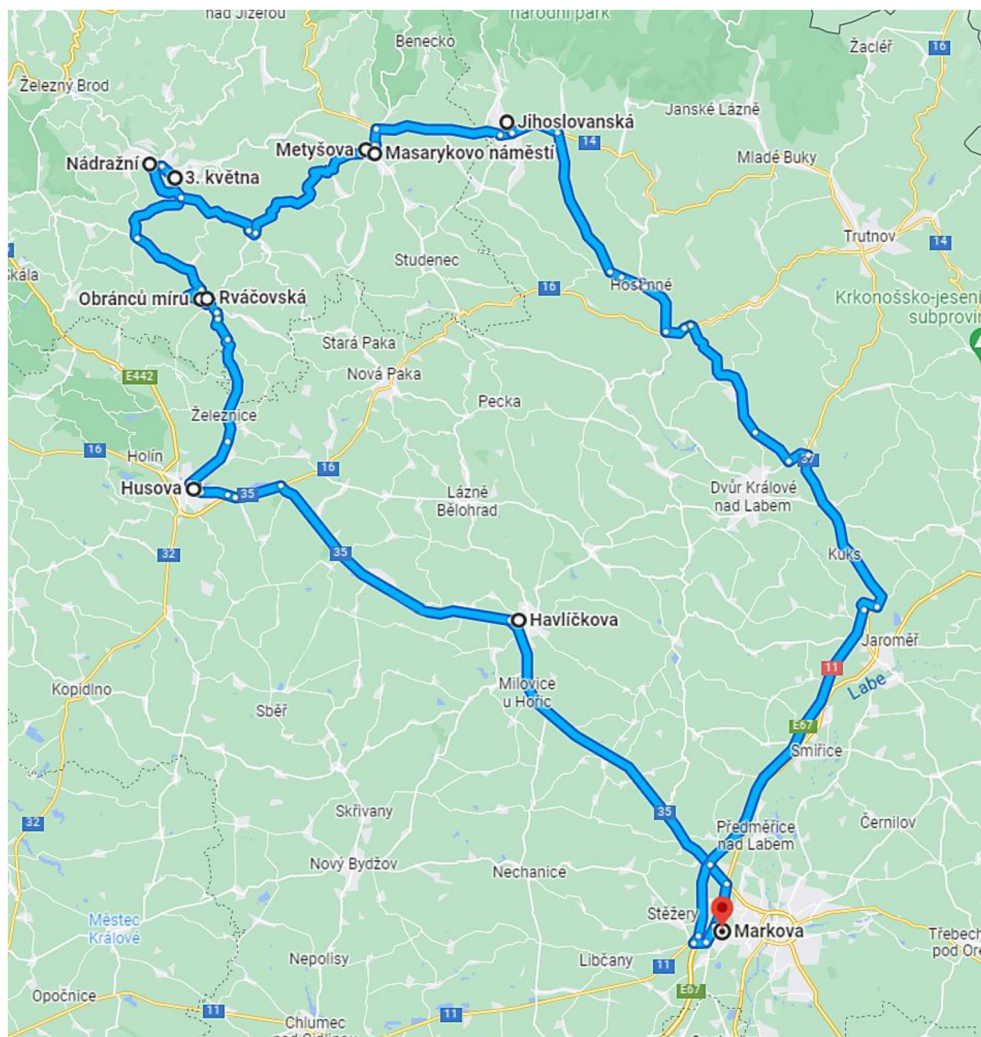 nad Jizerou
národní park
Benecko
Žacléř
16
Železný Brod
Janské Lázně
Jihoslovanská
14
Metyšova
Masarykovo náměstí
Mladé Buky
Nádražní
3. května
Trutnov
14
Studenec
Skála
Hostinné
16
Obránců míru
Rváčovská
Krkonošsko-jesení
subprovin
Stará Paka
Nová Paka
E442
Pecka
Železnice
16
Holín
16
37
Husova
35
Lázně
Bělohrad
Dvůr Králové
nad Labem
32
35
Kuks
Havlíčkova
Jaroměř
11
Labe
Kopidlno
Milovice
u Hořic
Sběř
E67
Smiřice
Skřivany
35
32
Předměřice
nad Labem
Černilov
Nový Bydžov
Nechanice
Městec
Králové
Stěžery
Markova
Třebech
pod Ore
Nepolisy
Libčany
11
E67
Opočnice
11
11
Chlumec
nad Cidlinou